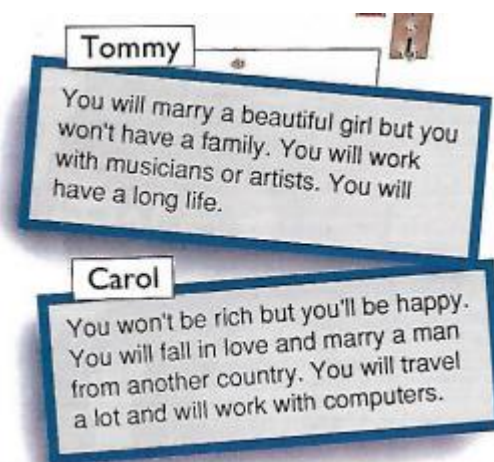 Tommy
You will marry a beautiful girl but you
won't have a family. You will work
with musicians or artists. You will
have a long life.
Carol
You won't be rich but you'll be happy.
You will fall in love and marry a man
from another country. You will travel
a lot and will work with computers.